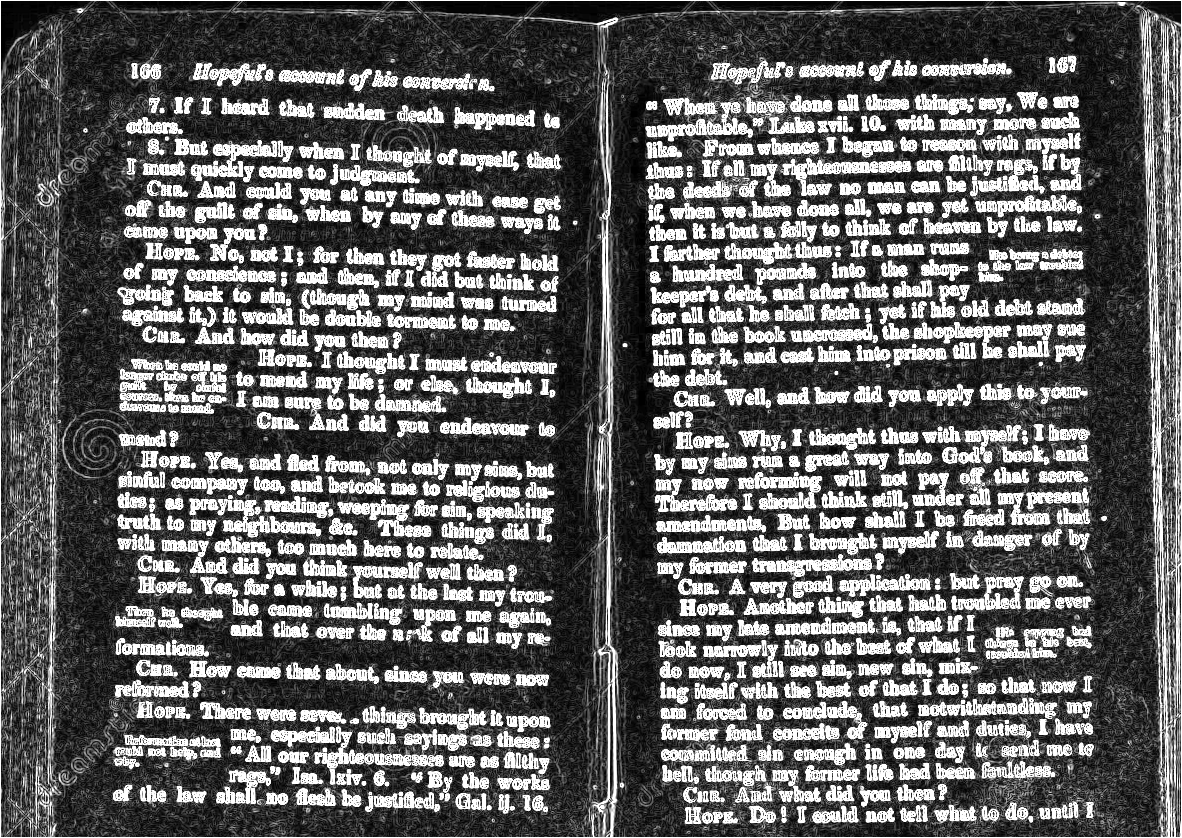 166 Hopeful's account of his conversi n.
7. If I heard that sudden death happened to
others.
8. But especially when I thought of myself, that
I must quickly come to judgment.
CHR. And could you at any time with ease get
off the guilt of sin, when by any of these ways it
came upon you?
HOPE. No, not I; for then they got faster hold
of my conscience; and then, if I did but think of
going back to sin, (though my mind was turned
against it,) it would be double torment to me.
CHR. And how did you then?
HOPE. I thought I must endeavour
When he could no
longer shake off his
guilt by sinful
courses, then he en-
deavours to mend.
to mend my life; or else, thought I,
I am sure to be damned.
CHR. And did you endeavour to
mend?
HOPE. Yes, and fled from, not only my sins, but
sinful company too, and betook me to religious du-
ties; as praying, reading, weeping for sin, speaking
truth to my neighbours, &c. These things did I,
with many others, too much here to relate.
CHR. And did you think yourself well then?
HOPE. Yes, for a while; but at the last my trou-
Then he thought
himself well.
ble came tumbling upon me again,
and that over the of all my re-
formations.
CHR. How came that about, since you were now
reformed?
HOPE. There were things brought it upon
Reformation at last
could not help, and
why.
me, especially such sayings as these:
“All our righteousnesses are as filthy
rags,” Isa. lxiv. 6. “By the works
of the law shall no flesh be justified,” Gal. ij. 16.
Hopeful's account of his conversion. 167
“When ye have done all those things, say, We are
unprofitable,” Luke xvii. 10. with many more such
like. From whence I began to reason with myself
thus: If all my righteousnesses are filthy rags, if by
the deeds of the law no man can be justified, and
if, when we have done all, we are yet unprofitable,
then it is but a folly to think of heaven by the law.
I farther thought thus: If a man runs
His being a debtor
to the law troubled
him.
a hundred pounds into the shop-
keeper's debt, and after that shall pay
for all that he shall fetch; yet if his old debt stand
still in the book uncrossed, the shopkeeper may sue
him for it, and cast him into prison till he shall pay
the debt.
CHR. Well, and how did you apply this to your-
self?
HOPE. Why, I thought thus with myself; I have
by my sins run a great way into God's book, and
my now reforming will not pay off that score.
Therefore I should think still, under all my present
amendments, But how shall I be freed from that
damnation that I brought myself in danger of by
my former transgressions?
CHR. A very good application: but pray go on.
HOPE. Another thing that hath troubled me ever
since my late amendment is, that if I
His espying bad
things in his best,
troubled him.
look narrowly into the best of what I
do now, I still see sin, new sin, mix-
ing itself with the best of that I do; so that now I
am forced to conclude, that notwithstanding my
former fond conceits of myself and duties, I have
committed sin enough in one day to send me to
hell, though my former life had been faultless.
CHR. And what did you then?
HOPE. Do! I could not tell what to do, until I